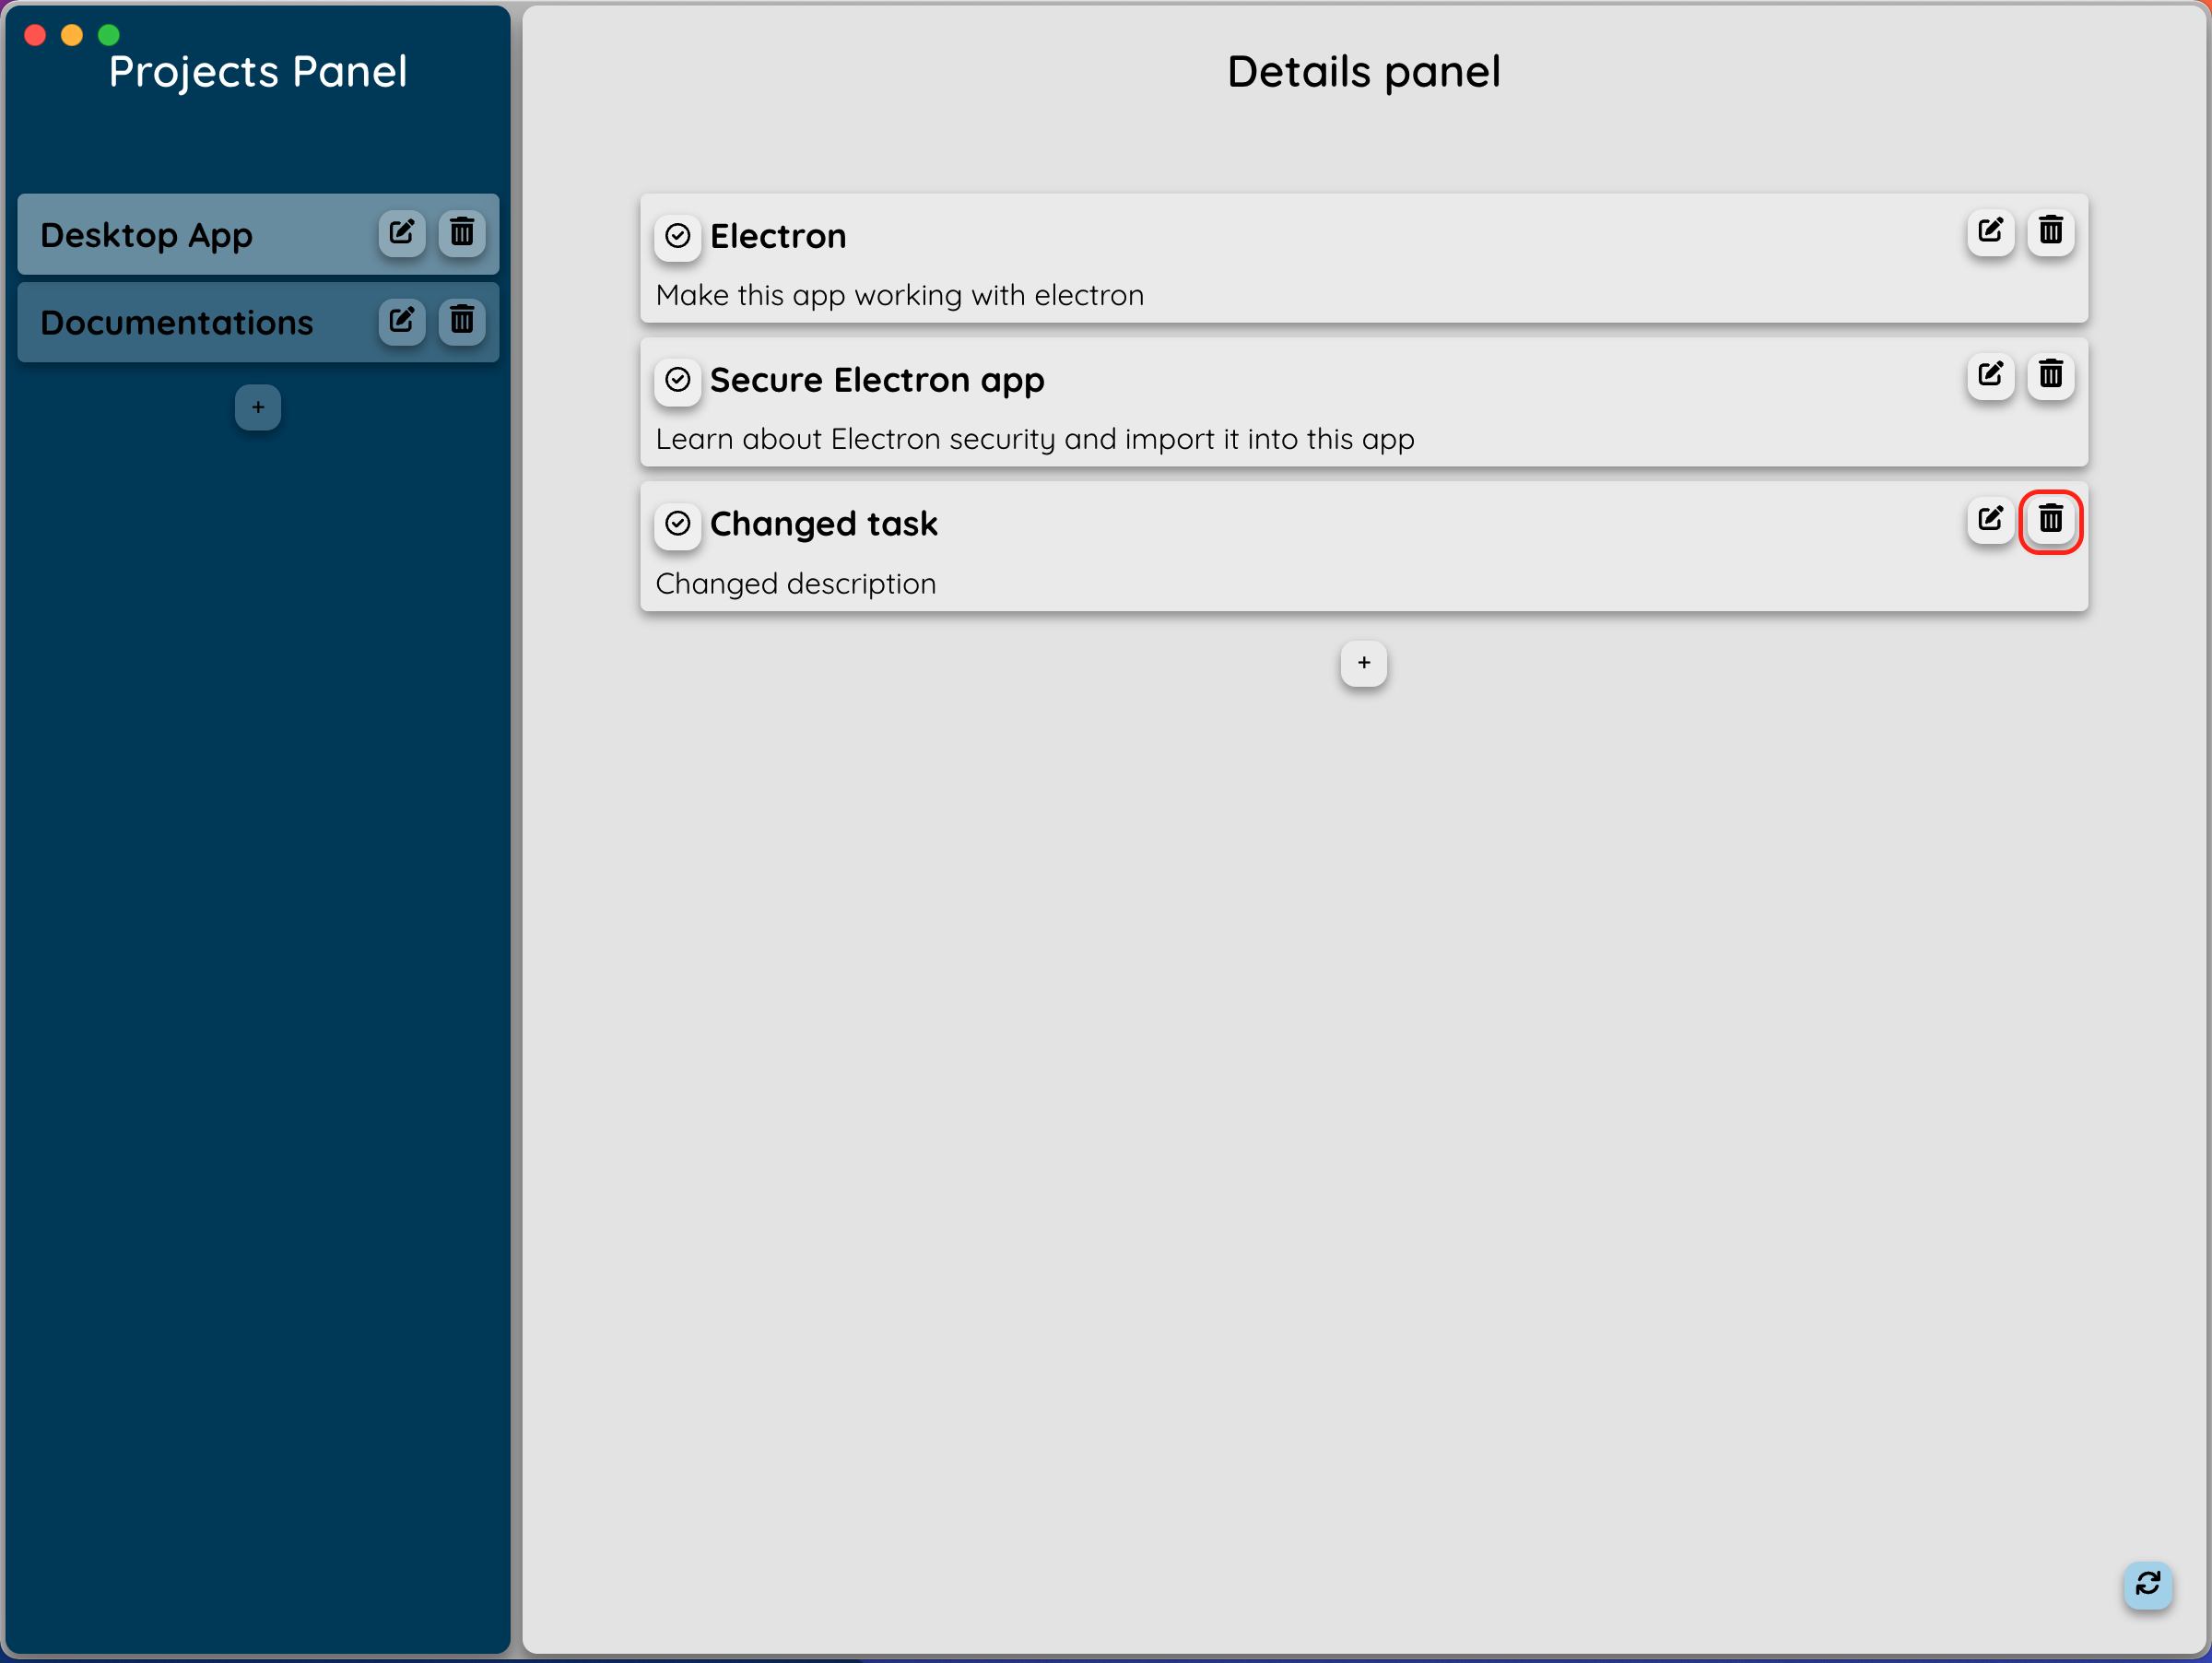 Projects Panel
Desktop App
Documentations
+
Details panel
Electron
Make this app working with electron
Secure Electron app
Learn about Electron security and import it into this app
Changed task
Changed description
+